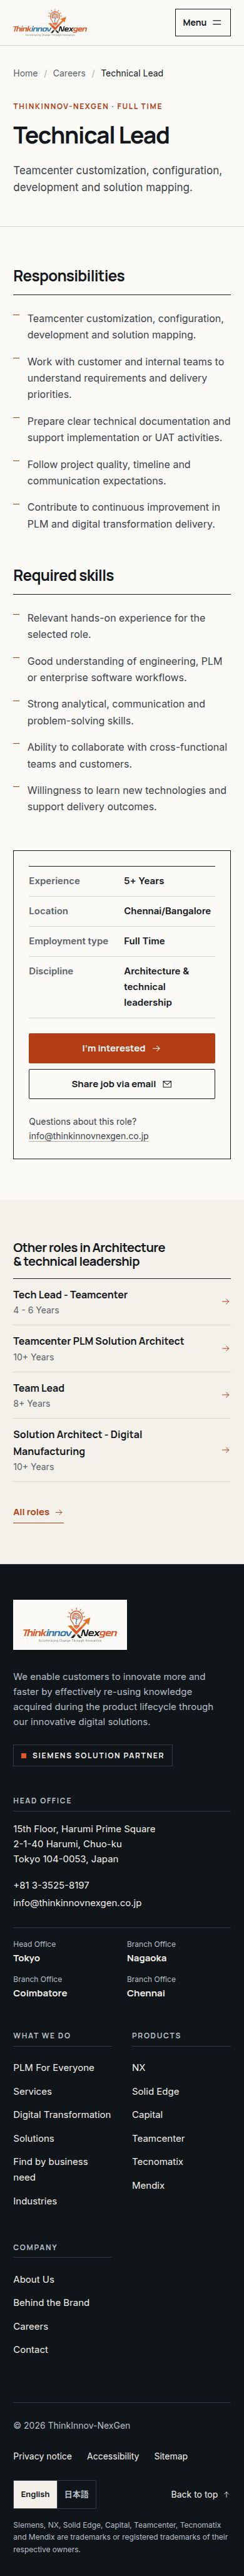 ThinkinnovXNexgen
Menu
Home / Careers / Technical Lead
THINKINNOV-NEXGEN · FULL TIME
Technical Lead
Teamcenter customization, configuration,
development and solution mapping.
Responsibilities
— Teamcenter customization, configuration,
development and solution mapping.
— Work with customer and internal teams to
understand requirements and delivery
priorities.
— Prepare clear technical documentation and
support implementation or UAT activities.
— Follow project quality, timeline and
communication expectations.
— Contribute to continuous improvement in
PLM and digital transformation delivery.
Required skills
— Relevant hands-on experience for the
selected role.
— Good understanding of engineering, PLM
or enterprise software workflows.
— Strong analytical, communication and
problem-solving skills.
— Ability to collaborate with cross-functional
teams and customers.
— Willingness to learn new technologies and
support delivery outcomes.
Experience 5+ Years
Location Chennai/Bangalore
Employment type Full Time
Discipline Architecture &
technical
leadership
I'm interested →
Share job via email
Questions about this role?
info@thinkinnovnexgen.co.jp
Other roles in Architecture
& technical leadership
Tech Lead - Teamcenter →
4 - 6 Years
Teamcenter PLM Solution Architect →
10+ Years
Team Lead →
8+ Years
Solution Architect - Digital
Manufacturing →
10+ Years
All roles →
ThinkinnovXNexgen
Accelerating Change Through Innovation
We enable customers to innovate more and
faster by effectively re-using knowledge
acquired during the product lifecycle through
our innovative digital solutions.
SIEMENS SOLUTION PARTNER
HEAD OFFICE
15th Floor, Harumi Prime Square
2-1-40 Harumi, Chuo-ku
Tokyo 104-0053, Japan
+81 3-3525-8197
info@thinkinnovnexgen.co.jp
Head Office Branch Office
Tokyo Nagaoka
Branch Office Branch Office
Coimbatore Chennai
WHAT WE DO
PLM For Everyone
Services
Digital Transformation
Solutions
Find by business
need
Industries
PRODUCTS
NX
Solid Edge
Capital
Teamcenter
Tecnomatix
Mendix
COMPANY
About Us
Behind the Brand
Careers
Contact
© 2026 ThinkInnov-NexGen
Privacy notice Accessibility Sitemap
English 日本語 Back to top ↑
Siemens, NX, Solid Edge, Capital, Teamcenter, Tecnomatix
and Mendix are trademarks or registered trademarks of their
respective owners.